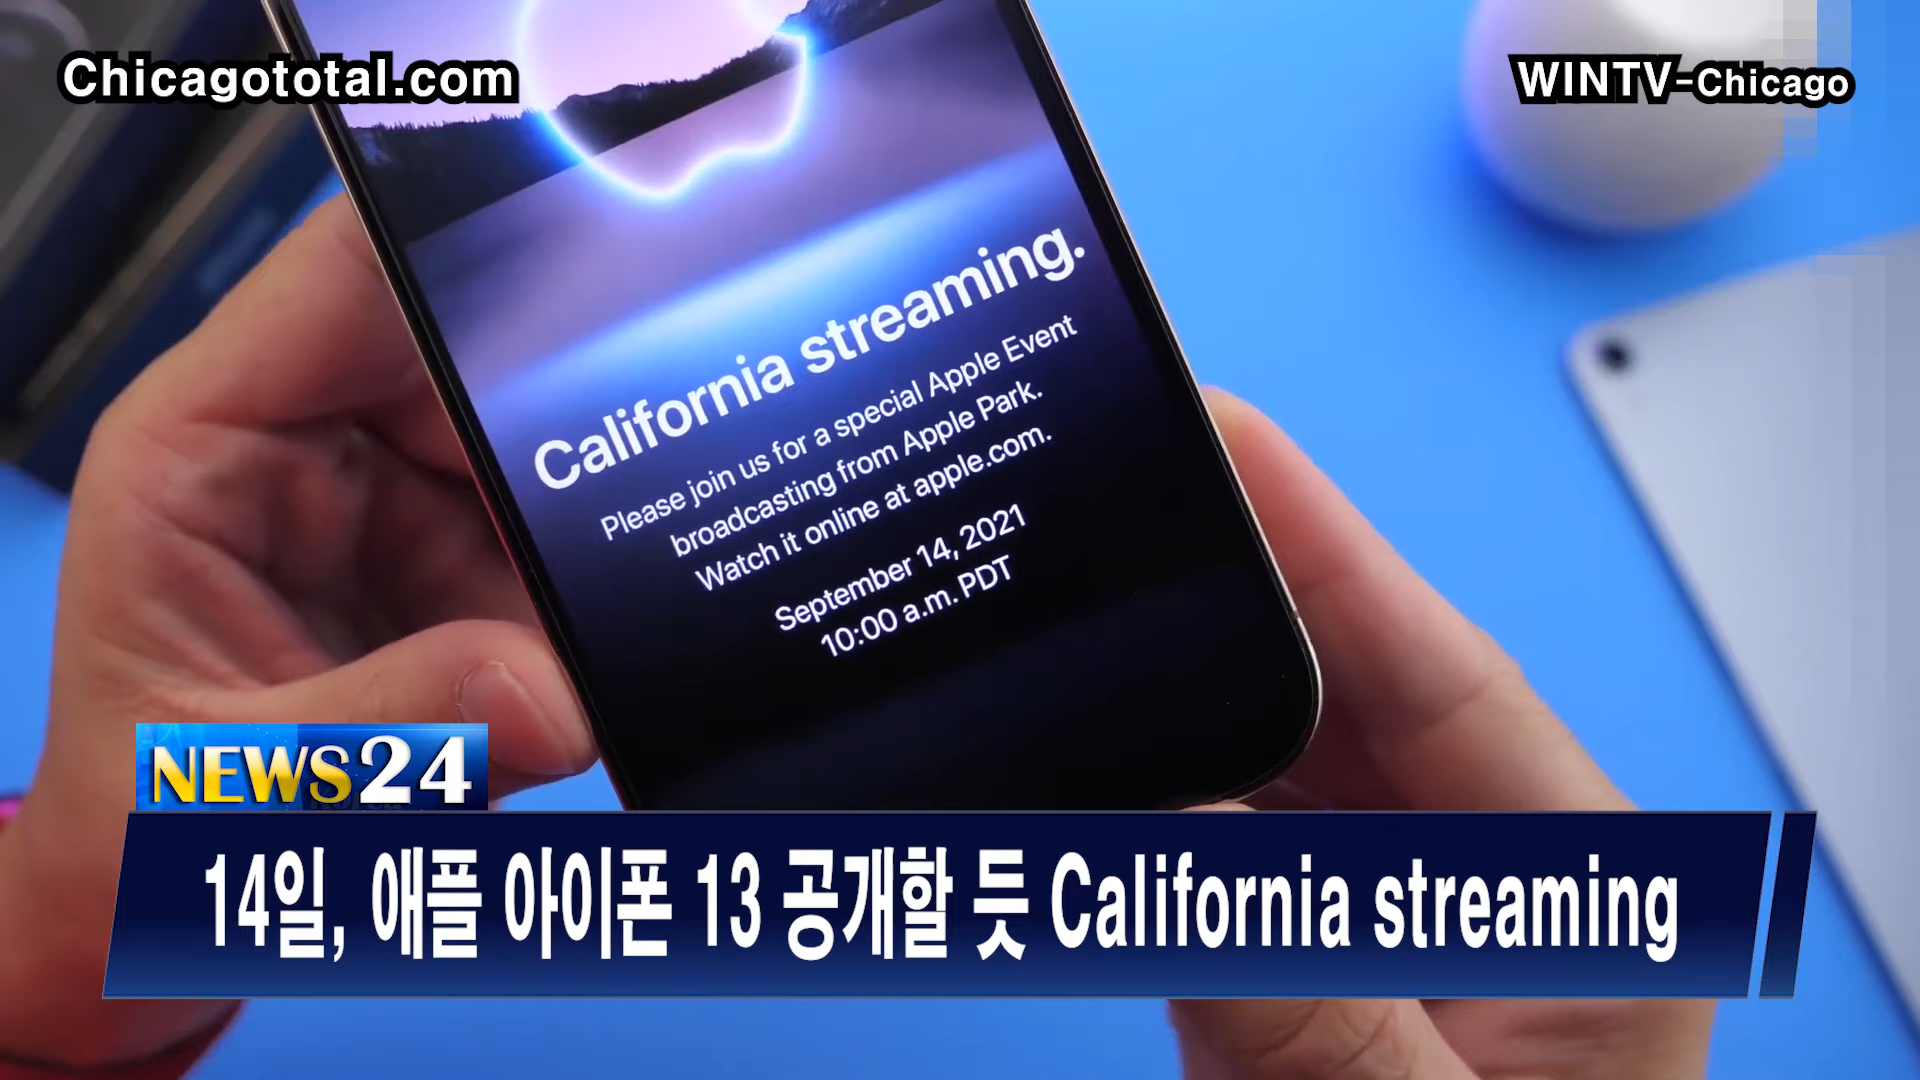 Chicagototal.com
WINTV-Chicago
California streaming.
Please join us for a special Apple Event
broadcasting from Apple Park.
Watch it online at apple.com.
September 14, 2021
10:00 a.m. PDT
NEWS24
14일, 애플 아이폰 13 공개할 듯 California streaming